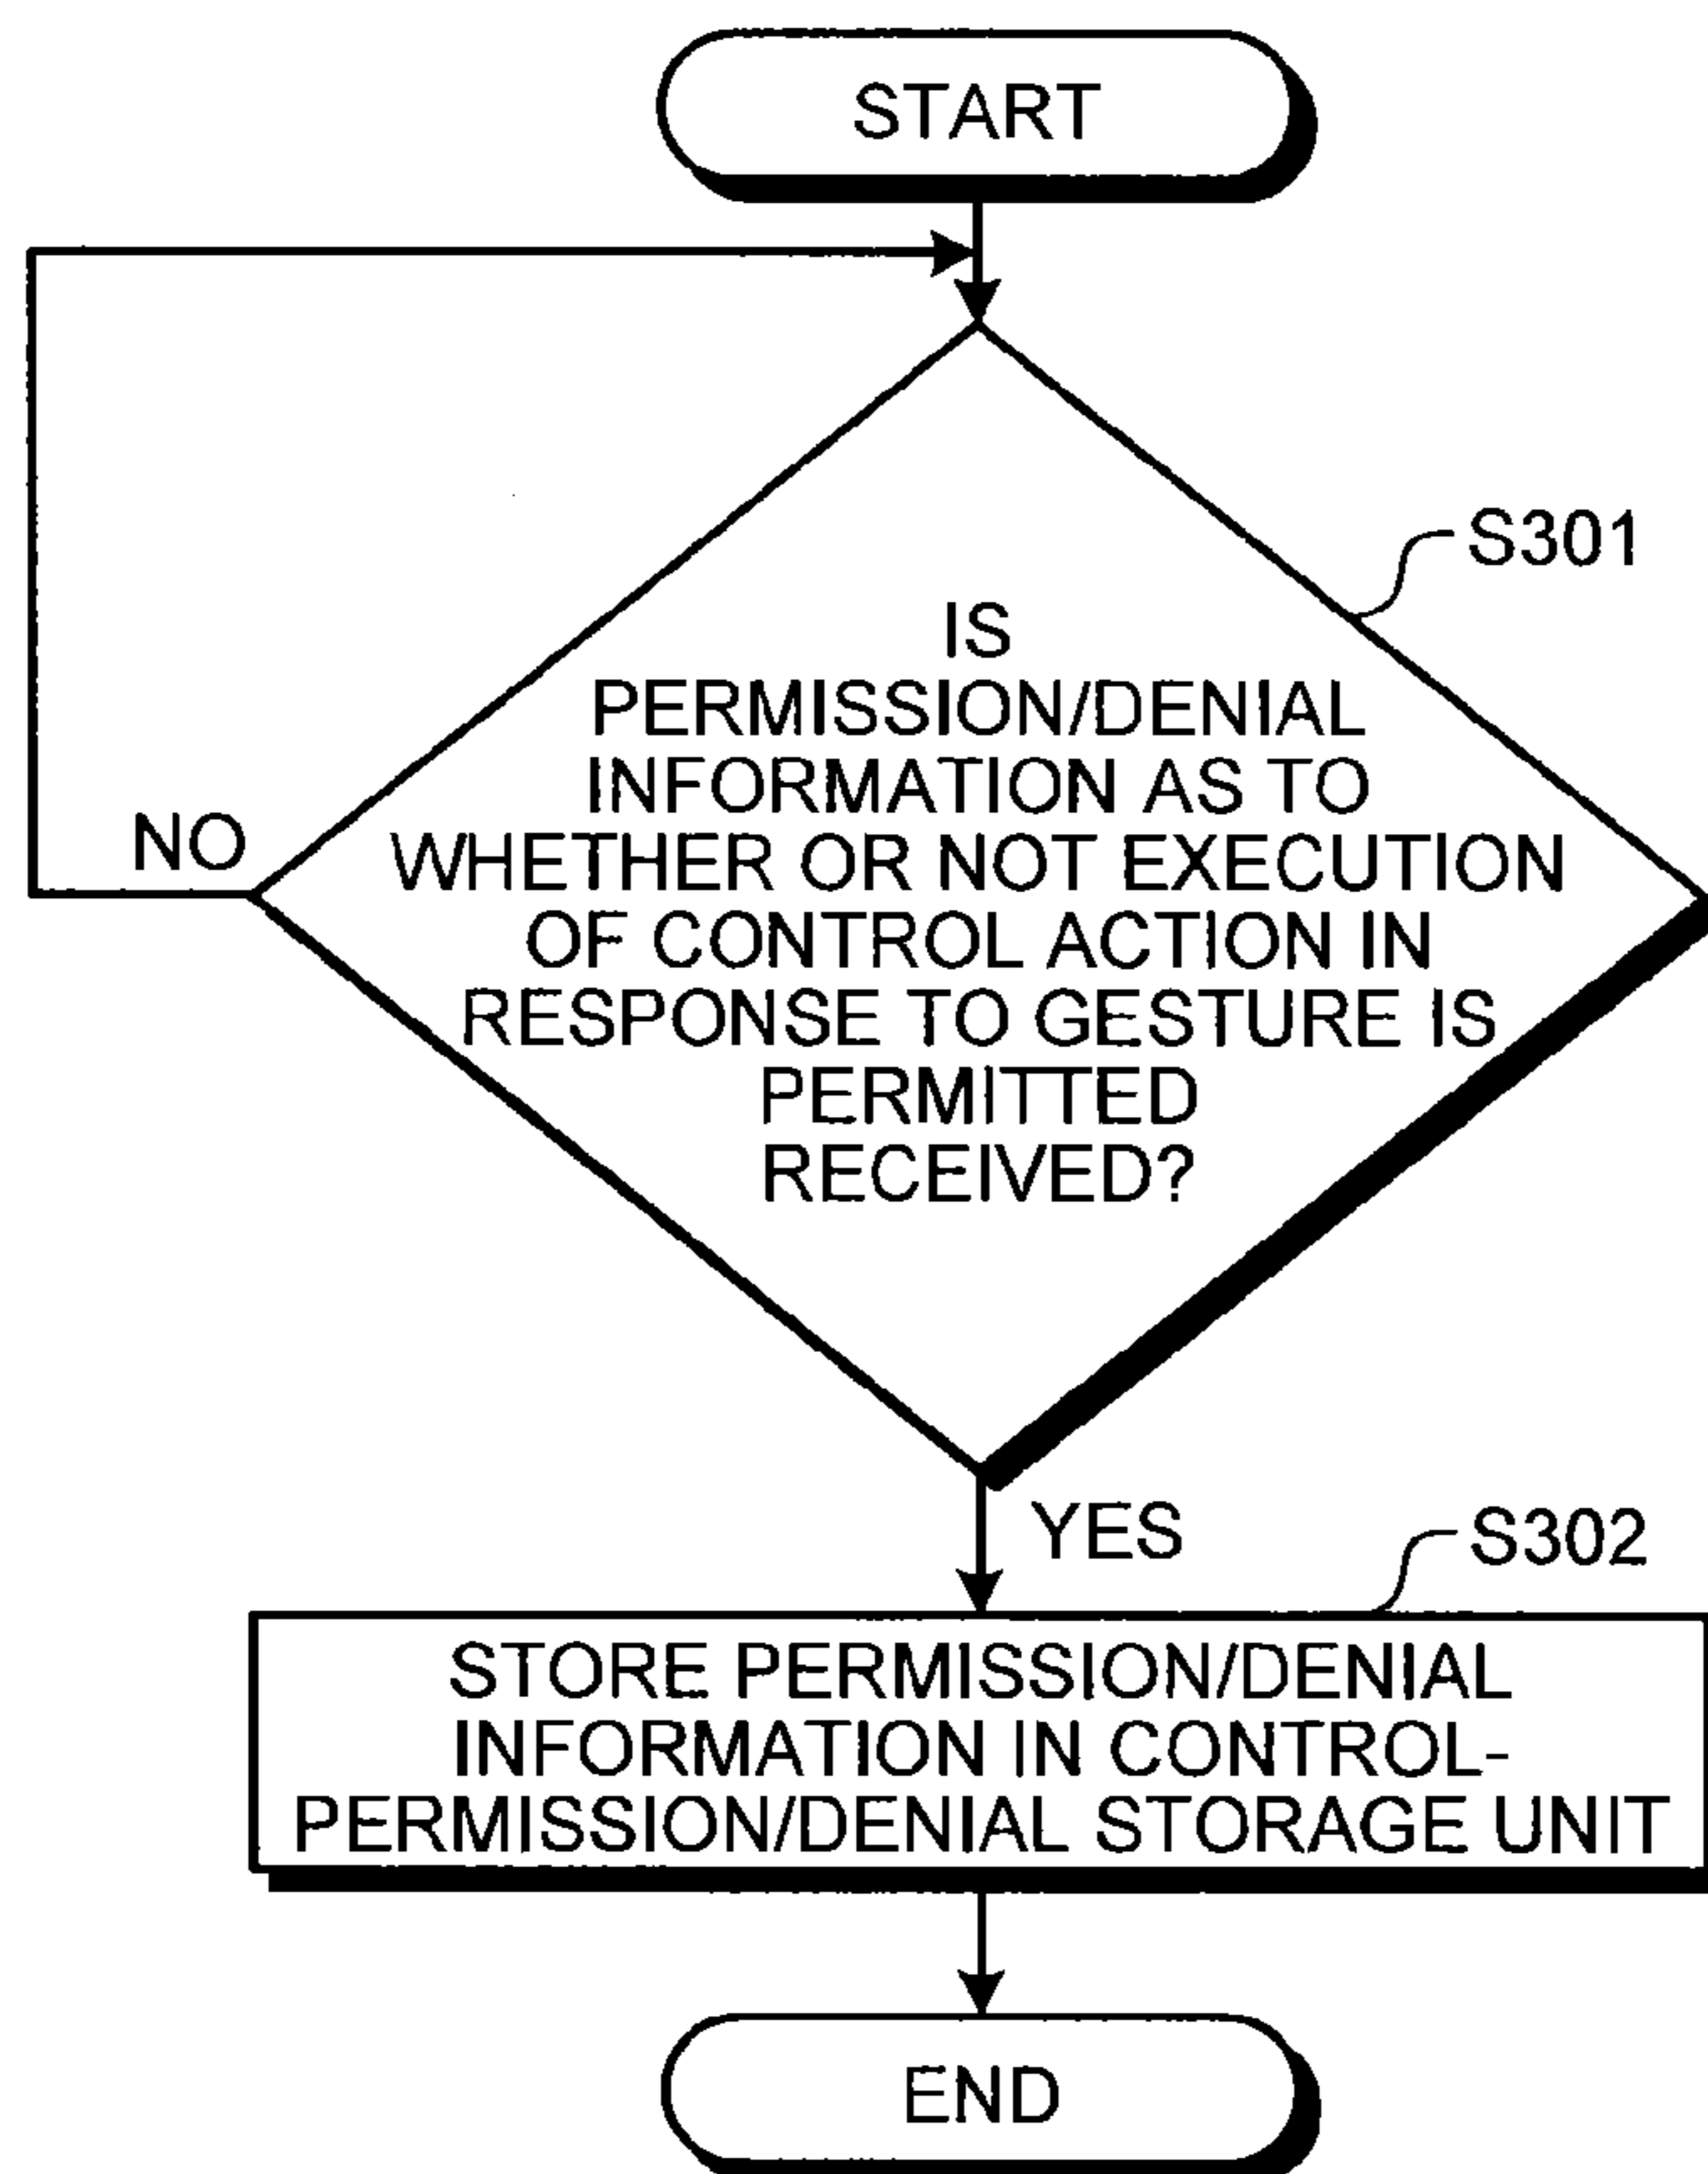 START
S301
IS
PERMISSION/DENIAL
INFORMATION AS TO
WHETHER OR NOT EXECUTION
OF CONTROL ACTION IN
RESPONSE TO GESTURE IS
PERMITTED
RECEIVED?
NO
YES
S302
STORE PERMISSION/DENIAL
INFORMATION IN CONTROL-
PERMISSION/DENIAL STORAGE UNIT
END